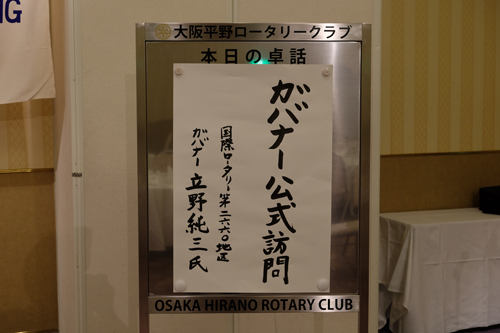 NG
大阪平野ロータリークラブ
本日の卓話
ガバナー公式訪問
国際ロータリー第二六六〇地区
ガバナー 立野純三氏
OSAKA HIRANO ROTARY CLUB